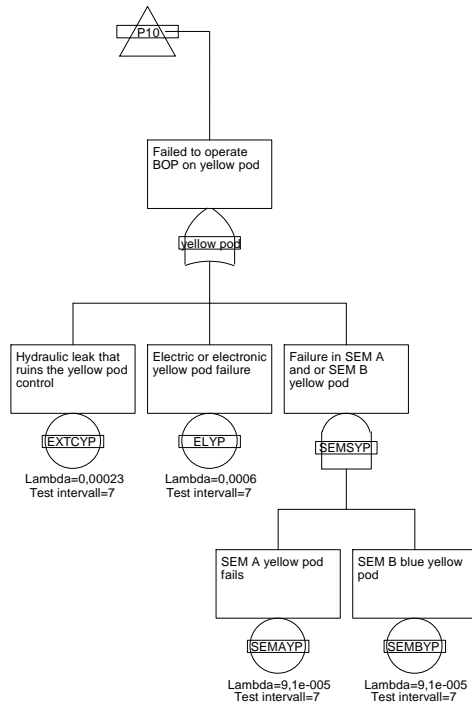 P10
Failed to operate
BOP on yellow pod
yellow pod
Hydraulic leak that
ruins the yellow pod
control
Electric or electronic
yellow pod failure
Failure in SEM A
and or SEM B
yellow pod
EXTCYP
ELYP
SEMSYP
Lambda=0,00023
Test intervall=7
Lambda=0,0006
Test intervall=7
SEM A yellow pod
fails
SEM B blue yellow
pod
SEMAYP
SEMBYP
Lambda=9,1e-005
Test intervall=7
Lambda=9,1e-005
Test intervall=7